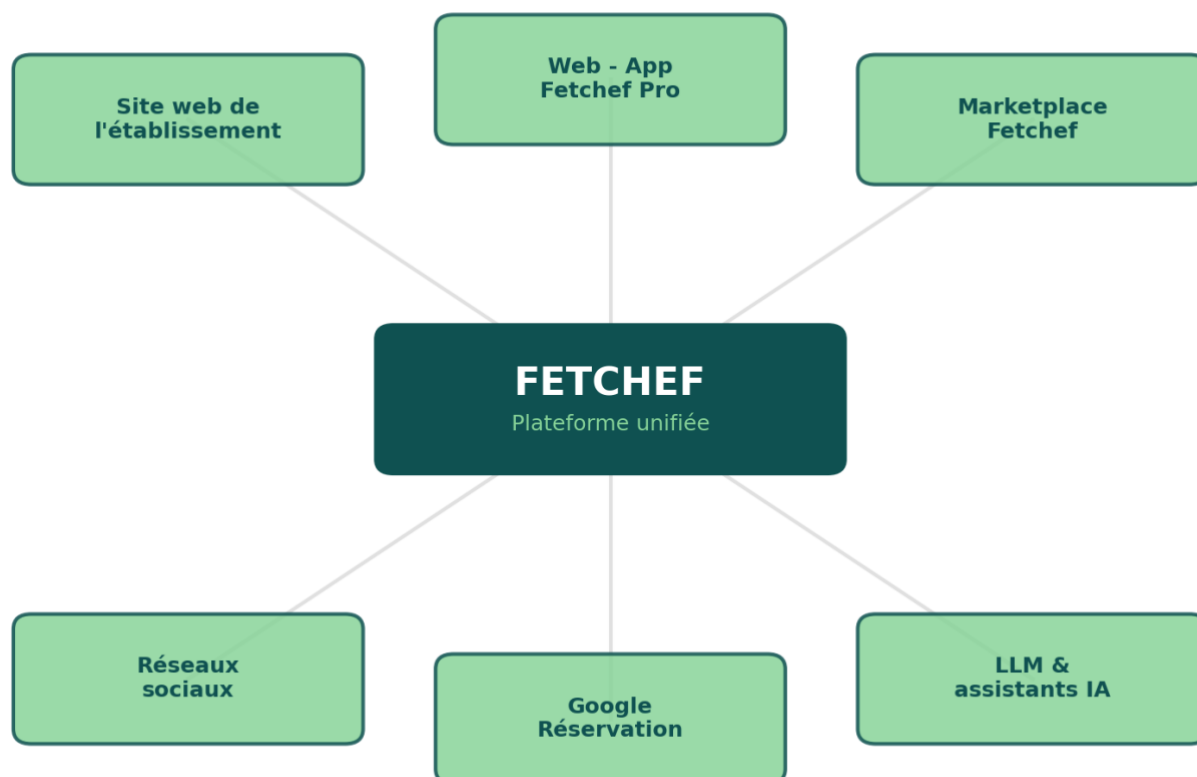 Web - App
Fetchef Pro
Site web de
l'établissement
Marketplace
Fetchef
FETCHEF
Plateforme unifiée
Réseaux
sociaux
LLM &
assistants IA
Google
Réservation